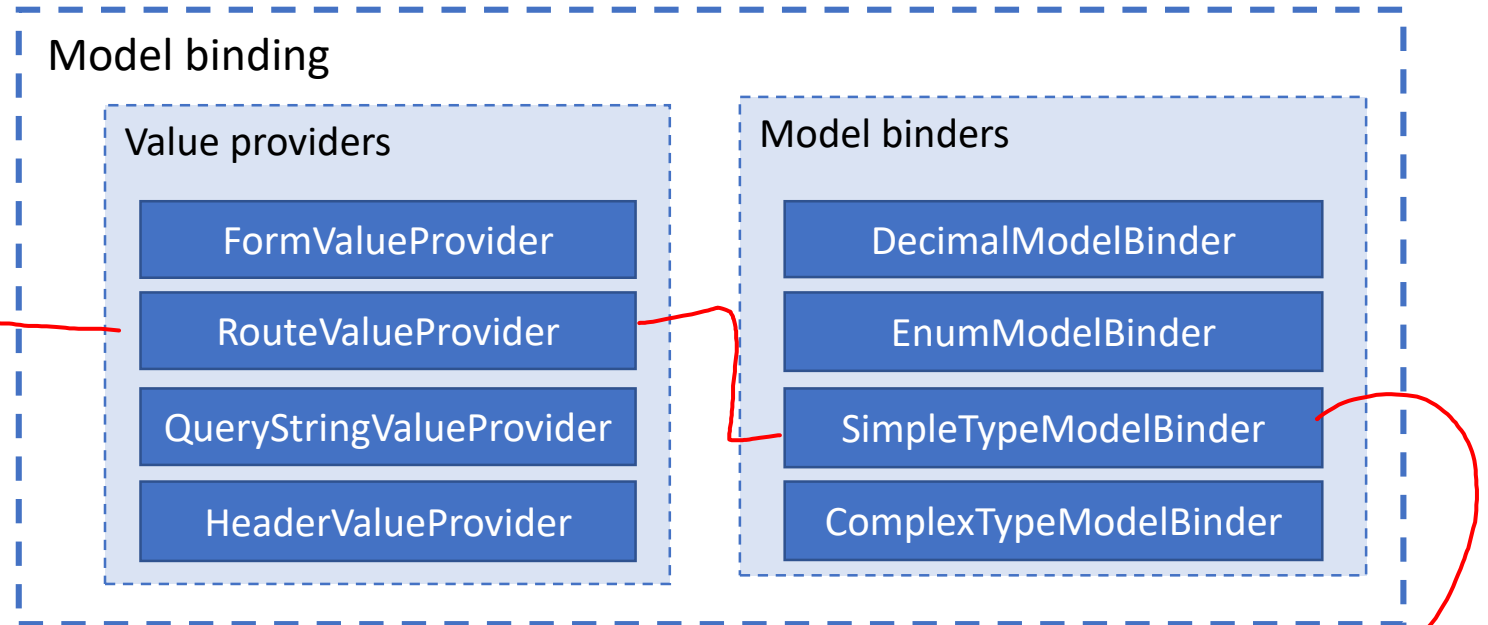 Model binding
Value providers
FormValueProvider
RouteValueProvider
QueryStringValueProvider
HeaderValueProvider
Model binders
DecimalModelBinder
EnumModelBinder
SimpleTypeModelBinder
ComplexTypeModelBinder